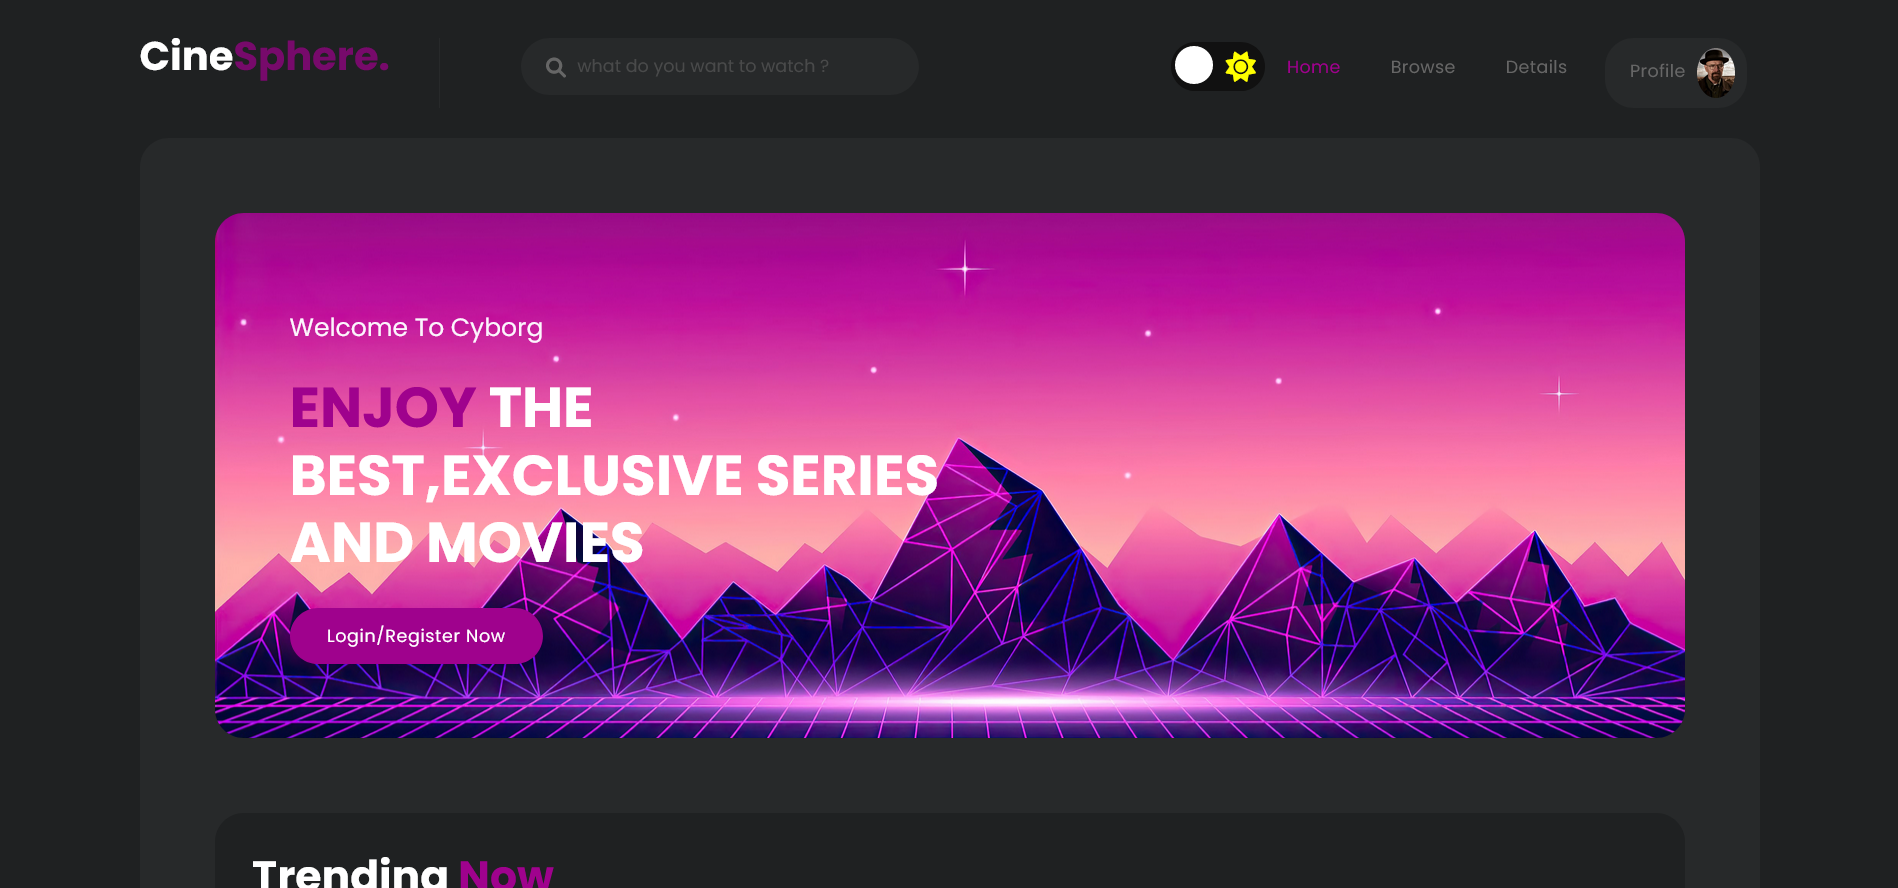 CineSphere.
what do you want to watch ?
Home
Browse
Details
Profile
Welcome To Cyborg
ENJOY THE
BEST,EXCLUSIVE SERIES
AND MOVIES
Login/Register Now
Trending Now